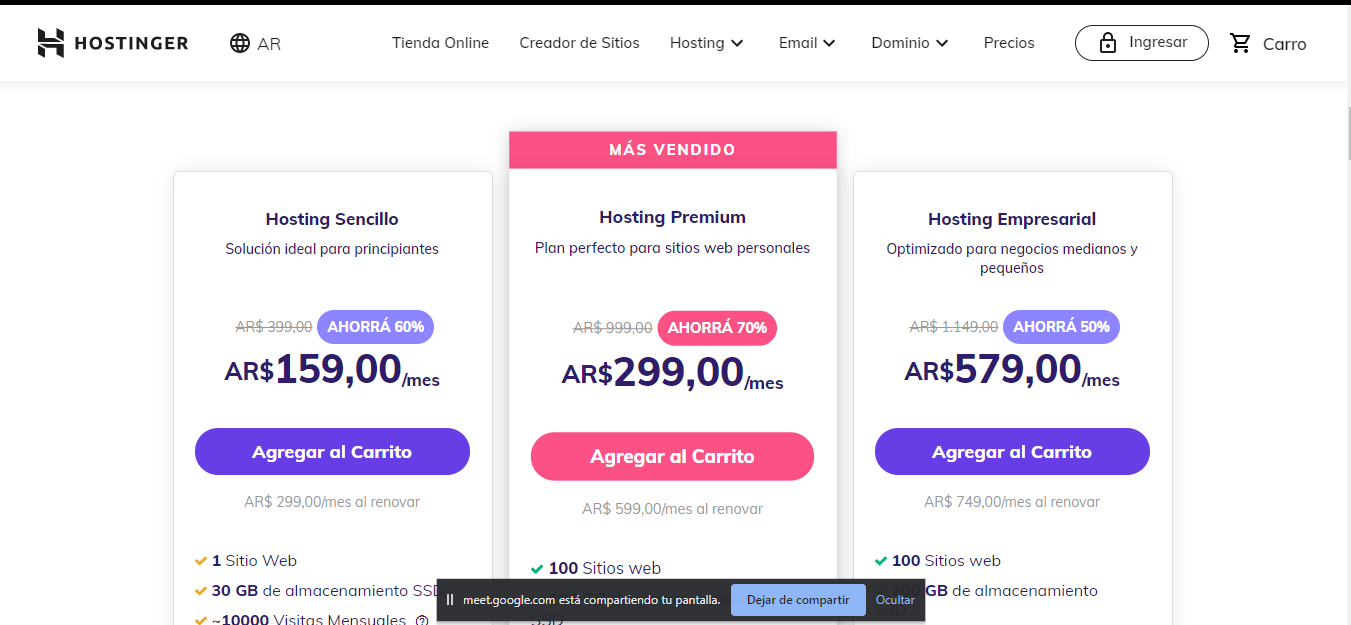 HOSTINGER
AR
Tienda Online
Creador de Sitios
Hosting
Email
Dominio
Precios
Ingresar
Carro
MÁS VENDIDO
Hosting Sencillo
Solución ideal para principiantes
AR$ 399,00 AHORRÁ 60%
AR$159,00/mes
Agregar al Carrito
AR$ 299,00/mes al renovar
1 Sitio Web
30 GB de almacenamiento SSD
~10000 Visitas Mensuales
Hosting Premium
Plan perfecto para sitios web personales
AR$ 999,00 AHORRÁ 70%
AR$299,00/mes
Agregar al Carrito
AR$ 599,00/mes al renovar
100 Sitios web
SSD
Hosting Empresarial
Optimizado para negocios medianos y
pequeños
AR$ 1.149,00 AHORRÁ 50%
AR$579,00/mes
Agregar al Carrito
AR$ 749,00/mes al renovar
100 Sitios web
GB de almacenamiento
meet.google.com está compartiendo tu pantalla.
Dejar de compartir
Ocultar